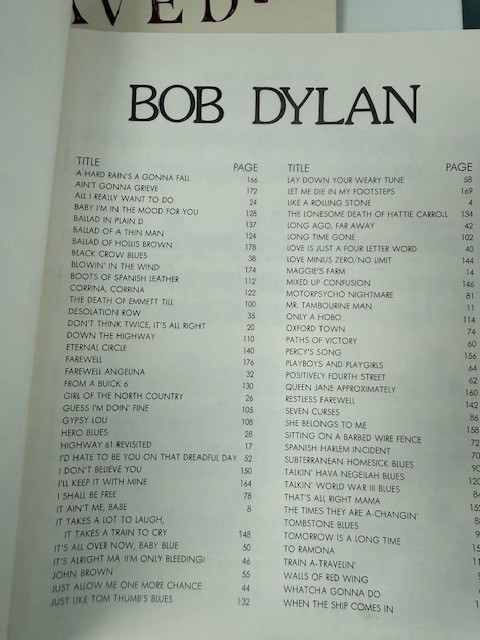 AVED-
BOB DYLAN
TITLE PAGE
A HARD RAIN'S A GONNA FALL 166
AIN'T GONNA GRIEVE 172
ALL I REALLY WANT TO DO 24
BABY I'M IN THE MOOD FOR YOU 128
BALLAD IN PLAIN D 137
BALLAD OF A THIN MAN 124
BALLAD OF HOLLIS BROWN 178
BLACK CROW BLUES 38
BLOWIN' IN THE WIND 174
BOOTS OF SPANISH LEATHER 112
CORRINA, CORRINA 122
THE DEATH OF EMMETT TILL 100
DESOLATION ROW 35
DON'T THINK TWICE, IT'S ALL RIGHT 20
DOWN THE HIGHWAY 110
ETERNAL CIRCLE 140
FAREWELL 176
FAREWELL ANGELINA 32
FROM A BUICK 6 130
GIRL OF THE NORTH COUNTRY 26
GUESS I'M DOIN' FINE 105
GYPSY LOU 108
HERO BLUES 28
HIGHWAY 61 REVISITED 17
I'D HATE TO BE YOU ON THAT DREADFUL DAY 52
I DON'T BELIEVE YOU 150
I'LL KEEP IT WITH MINE 164
I SHALL BE FREE 78
IT AIN'T ME, BABE 8
IT TAKES A LOT TO LAUGH,
IT TAKES A TRAIN TO CRY 148
IT'S ALL OVER NOW, BABY BLUE 50
IT'S ALRIGHT MA (I'M ONLY BLEEDING) 46
JOHN BROWN 55
JUST ALLOW ME ONE MORE CHANCE 44
JUST LIKE TOM THUMB'S BLUES 132
TITLE PAGE
LAY DOWN YOUR WEARY TUNE 58
LET ME DIE IN MY FOOTSTEPS 169
LIKE A ROLLING STONE 4
THE LONESOME DEATH OF HATTIE CARROLL 134
LONG AGO, FAR AWAY 42
LONG TIME GONE 102
LOVE IS JUST A FOUR LETTER WORD 40
LOVE MINUS ZERO/NO LIMIT 144
MAGGIE'S FARM 14
MIXED UP CONFUSION 146
MOTORPSYCHO NIGHTMARE 81
MR. TAMBOURINE MAN 11
ONLY A HOBO 114
OXFORD TOWN 74
PATHS OF VICTORY 60
PERCY'S SONG 156
PLAYBOYS AND PLAYGIRLS 64
POSITIVELY FOURTH STREET 62
QUEEN JANE APPROXIMATELY 160
RESTLESS FAREWELL 142
SEVEN CURSES 86
SHE BELONGS TO ME 158
SITTING ON A BARBED WIRE FENCE 72
SPANISH HARLEM INCIDENT 70
SUBTERRANEAN HOMESICK BLUES 90
TALKIN' HAVA NEGEILAH BLUES 120
TALKIN' WORLD WAR III BLUES
THAT'S ALL RIGHT MAMA
THE TIMES THEY ARE A-CHANGIN'
TOMBSTONE BLUES
TOMORROW IS A LONG TIME
TO RAMONA
TRAIN A-TRAVELIN'
WALLS OF RED WING
WHATCHA GONNA DO
WHEN THE SHIP COMES IN